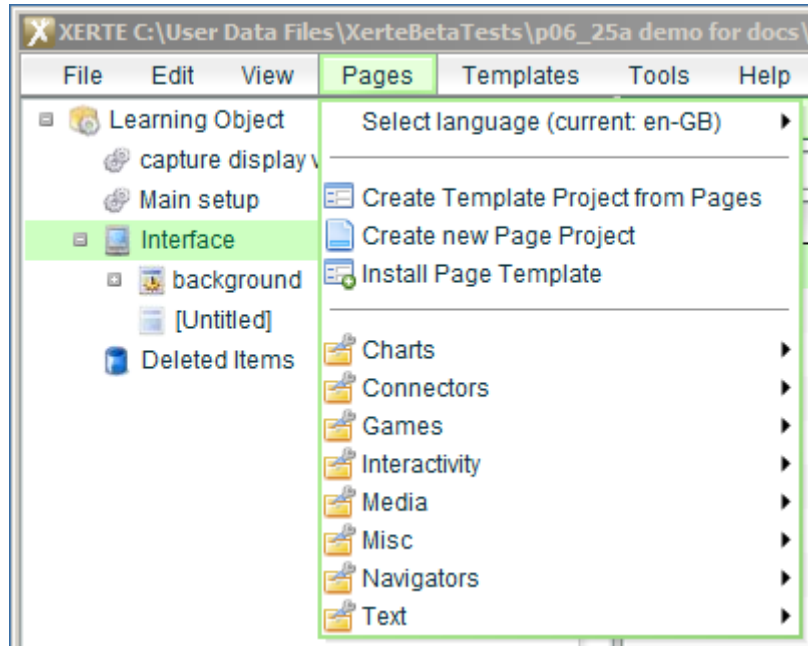 XERTE C:\User Data Files\XerteBetaTests\p06_25a demo for docs\
File Edit View Pages Templates Tools Help
Learning Object
capture display
Main setup
Interface
background
[Untitled]
Deleted Items
Select language (current: en-GB)
Create Template Project from Pages
Create new Page Project
Install Page Template
Charts
Connectors
Games
Interactivity
Media
Misc
Navigators
Text